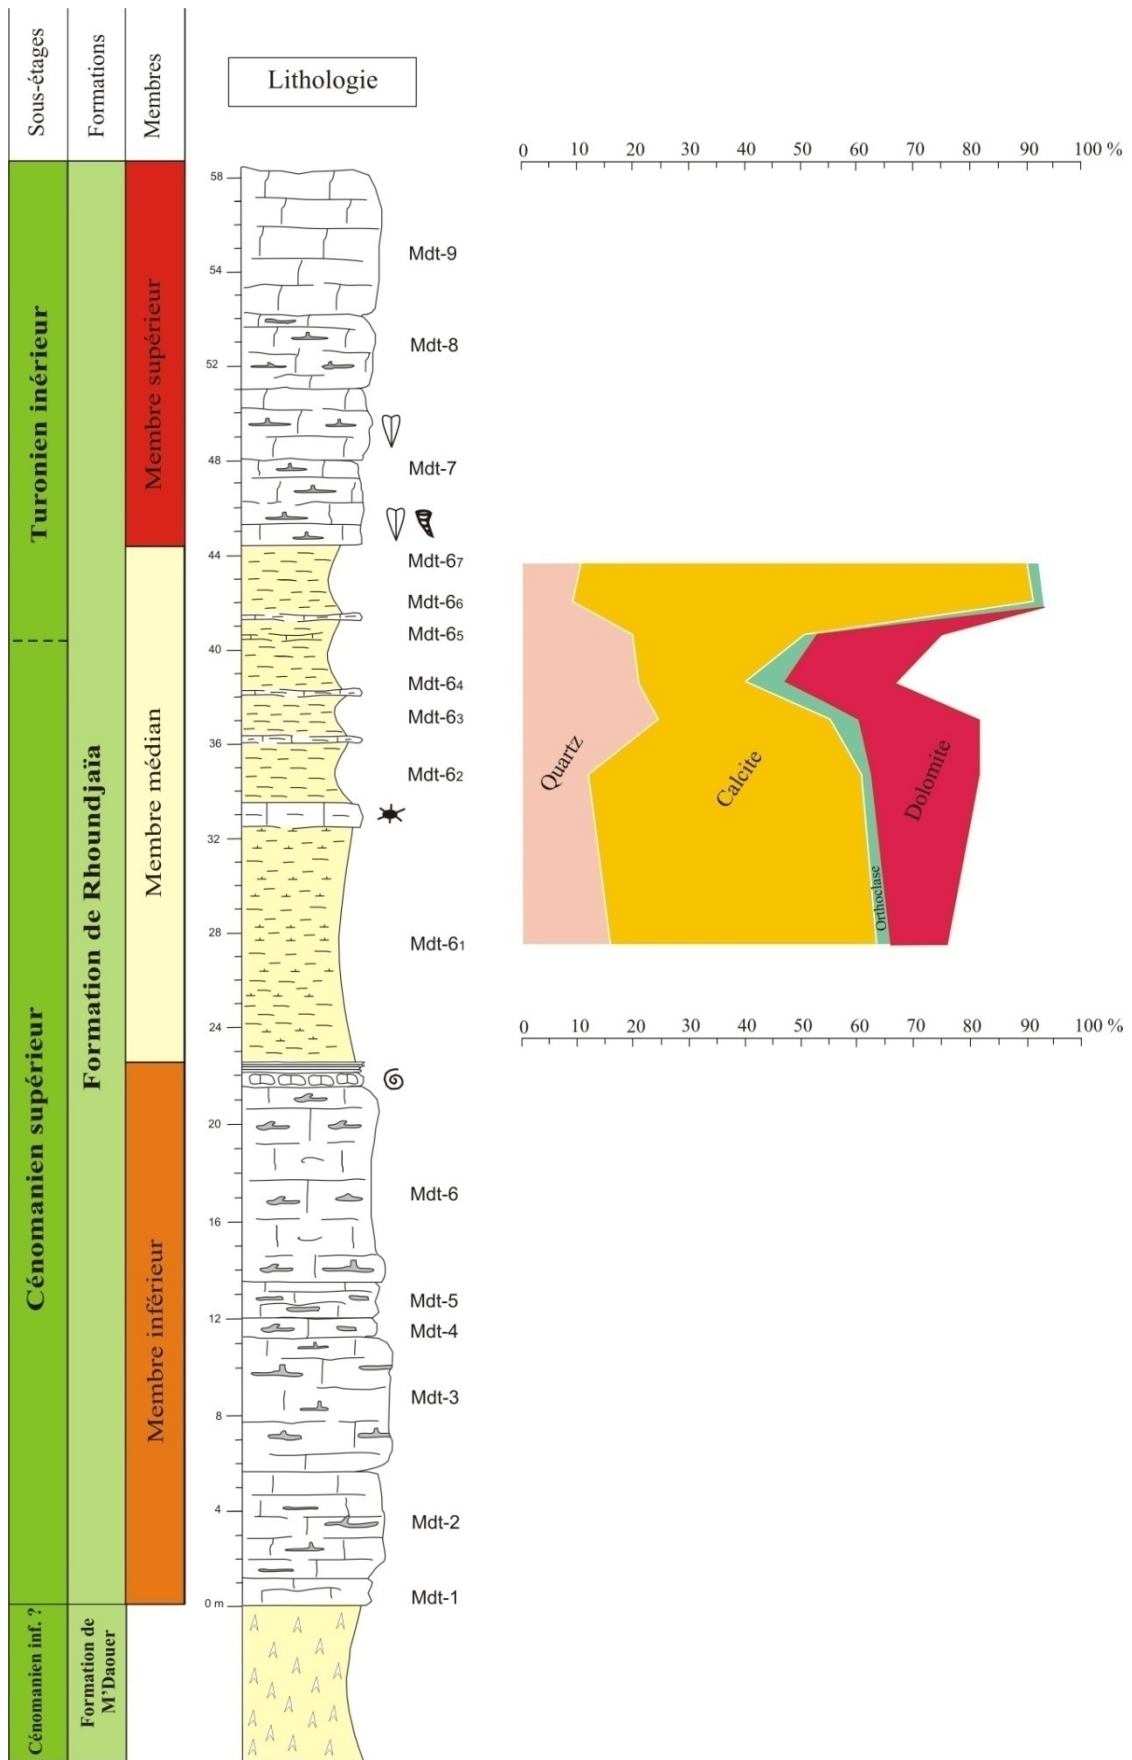 Sous-étages
Formations
Membres
Lithologie
0 10 20 30 40 50 60 70 80 90 100 %
Turonien inérieur
Cénomanien supérieur
Cénomanien inf. ?
Formation de Rhoundjaïa
Formation de
M'Daouer
Membre supérieur
Membre médian
Membre inférieur
58
54
52
48
44
40
36
32
28
24
20
16
12
8
4
0 m
Mdt-9
Mdt-8
Mdt-7
Mdt-67
Mdt-66
Mdt-65
Mdt-64
Mdt-63
Mdt-62
Mdt-61
Mdt-6
Mdt-5
Mdt-4
Mdt-3
Mdt-2
Mdt-1
Quartz
Calcite
Orthoclase
Dolomite
0 10 20 30 40 50 60 70 80 90 100 %